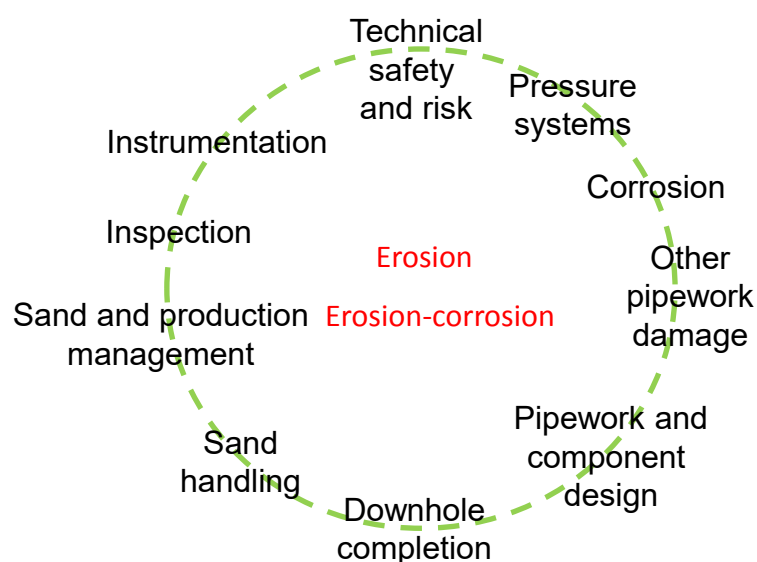 Technical
safety
and risk
Pressure
systems
Instrumentation
Corrosion
Inspection
Erosion
Other
pipework
damage
Sand and production
management
Erosion-corrosion
Pipework and
component
design
Sand
handling
Downhole
completion